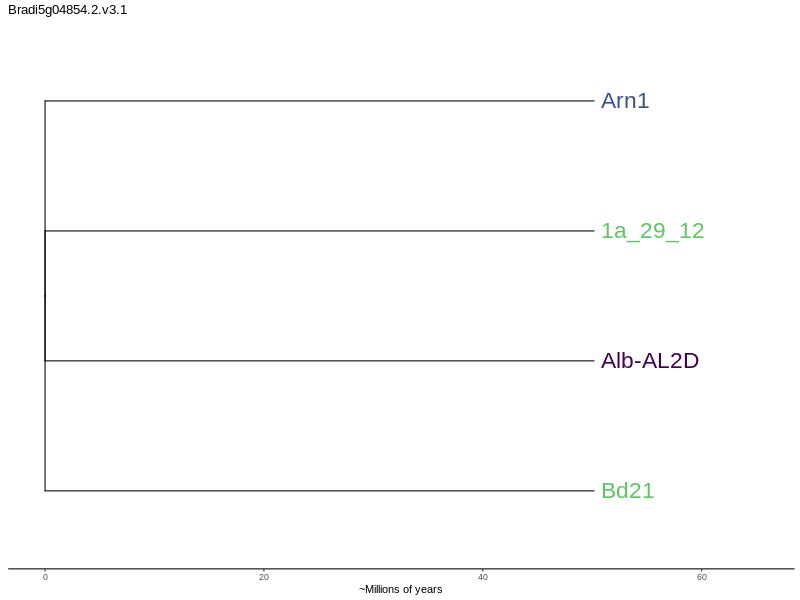 Bradi5g04854.2.v3.1
Arn1
1a_29_12
Alb-AL2D
Bd21
0 20 40 60
~Millions of years